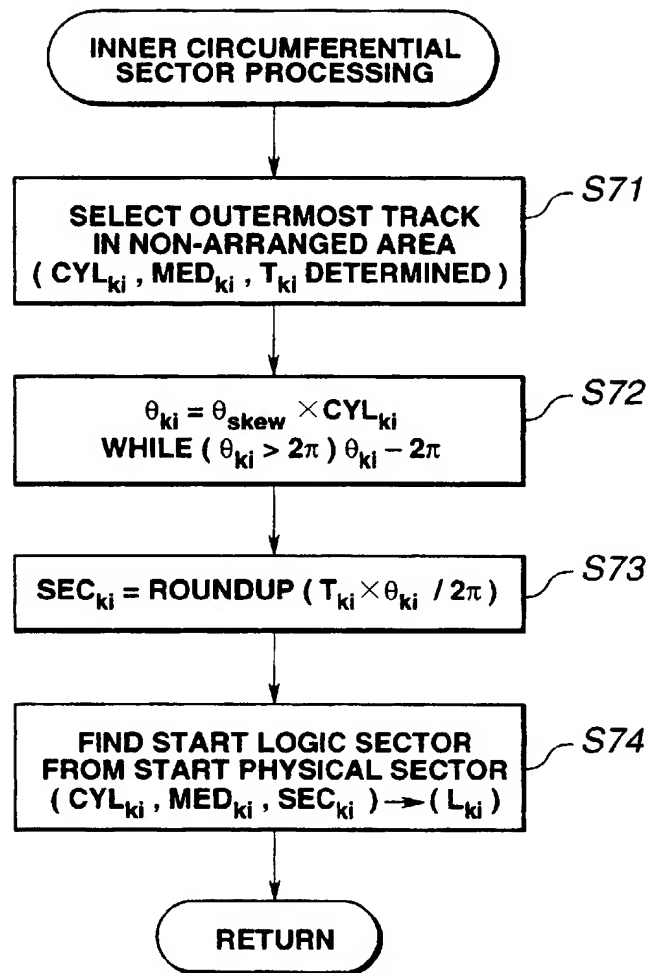 INNER CIRCUMFERENTIAL
SECTOR PROCESSING
S71
SELECT OUTERMOST TRACK
IN NON-ARRANGED AREA
( CYLki , MEDki , Tki DETERMINED )
S72
θki = θskew × CYLki
WHILE ( θki > 2π ) θki − 2π
S73
SECki = ROUNDUP ( Tki × θki / 2π )
S74
FIND START LOGIC SECTOR
FROM START PHYSICAL SECTOR
( CYLki , MEDki , SECki ) → ( Lki )
RETURN